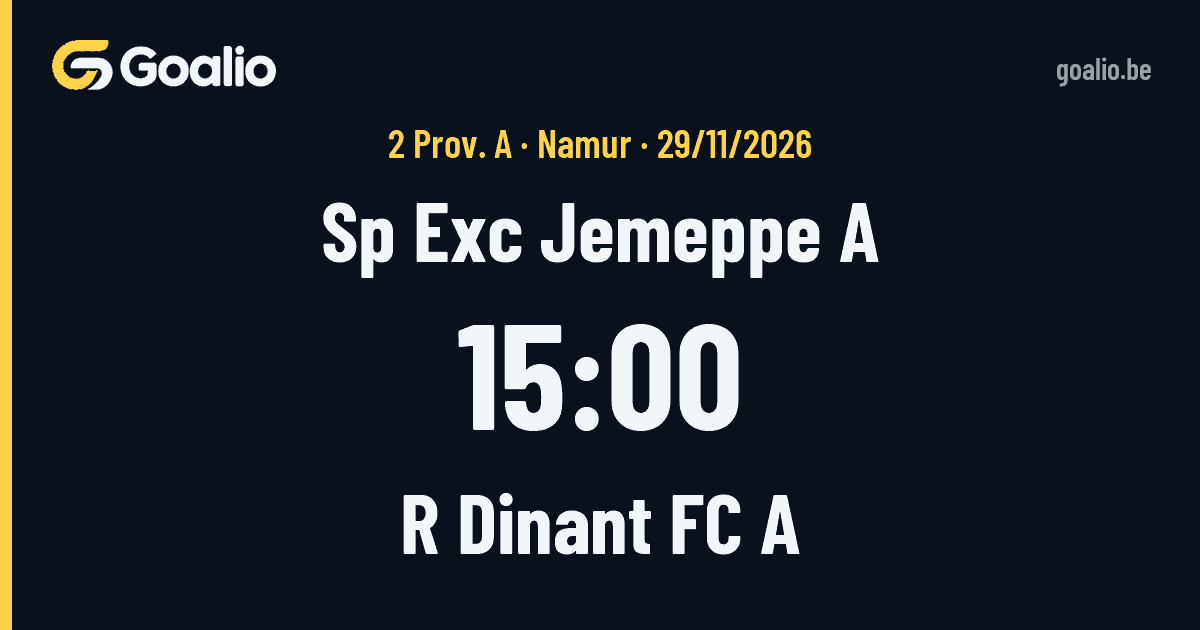 Goalio
goalio.be
2 Prov. A · Namur · 29/11/2026
Sp Exc Jemeppe A
15:00
R Dinant FC A